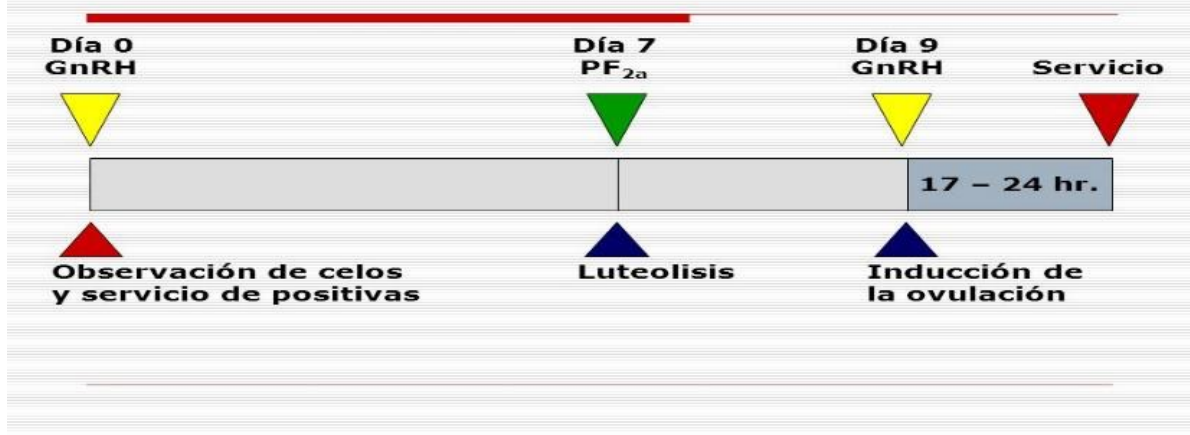 Día 0
GnRH
Día 7
PF2a
Día 9
GnRH
Servicio
17 – 24 hr.
Observación de celos
y servicio de positivas
Luteolisis
Inducción de
la ovulación